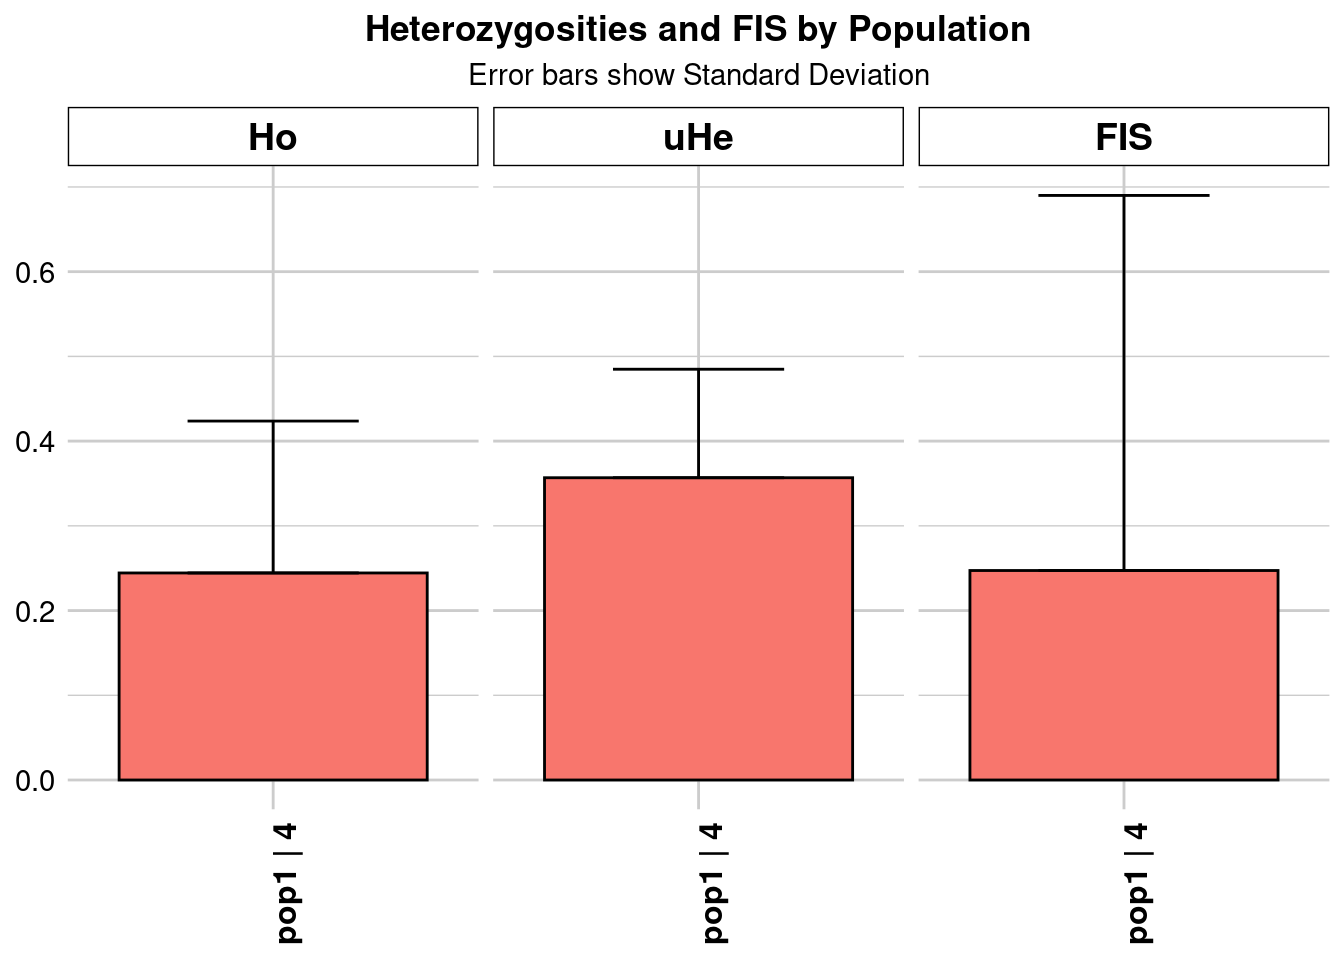 Heterozygosities and FIS by Population
Error bars show Standard Deviation
Ho
uHe
FIS
0.6
0.4
0.2
0.0
pop1 | 4
pop1 | 4
pop1 | 4